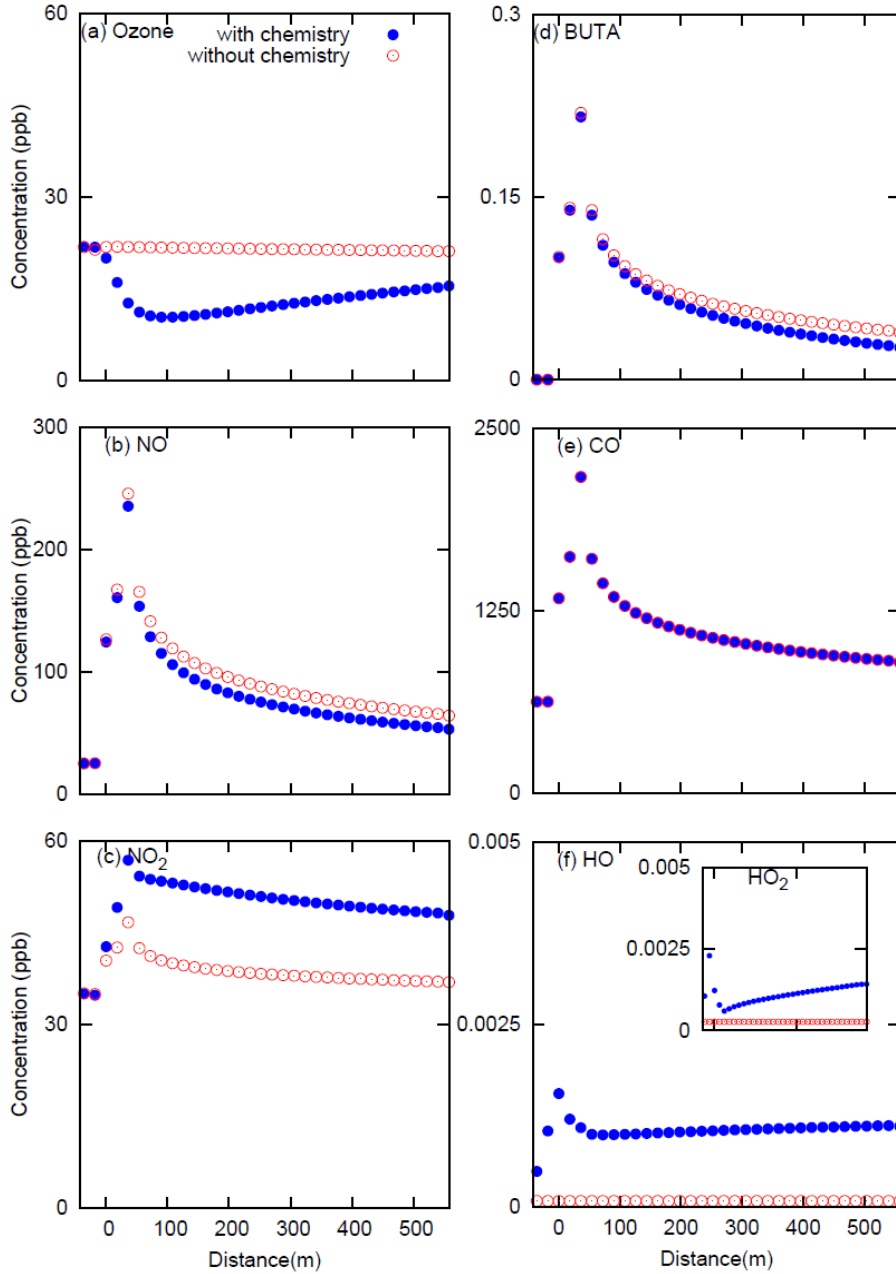 60
(a) Ozone
with chemistry
without chemistry
30
0
Concentration (ppb)
0.3
(d) BUTA
0.15
0
300
(b) NO
200
100
0
Concentration (ppb)
2500
(e) CO
1250
0
60
(c) NO2
30
0
Concentration (ppb)
0 100 200 300 400 500
Distance(m)
0.005
(f) HO
0.005
HO2
0.0025
0
0.0025
0
0 100 200 300 400 500
Distance(m)